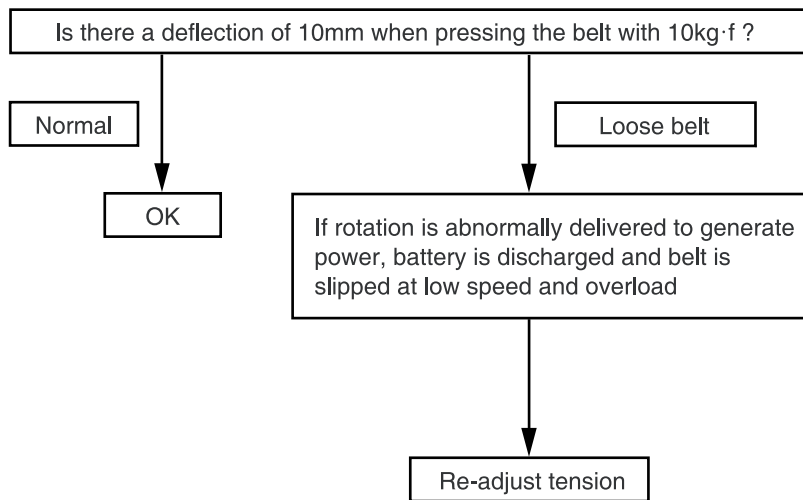 Is there a deflection of 10mm when pressing the belt with 10kg·f ?
Normal
Loose belt
OK
If rotation is abnormally delivered to generate
power, battery is discharged and belt is
slipped at low speed and overload
Re-adjust tension